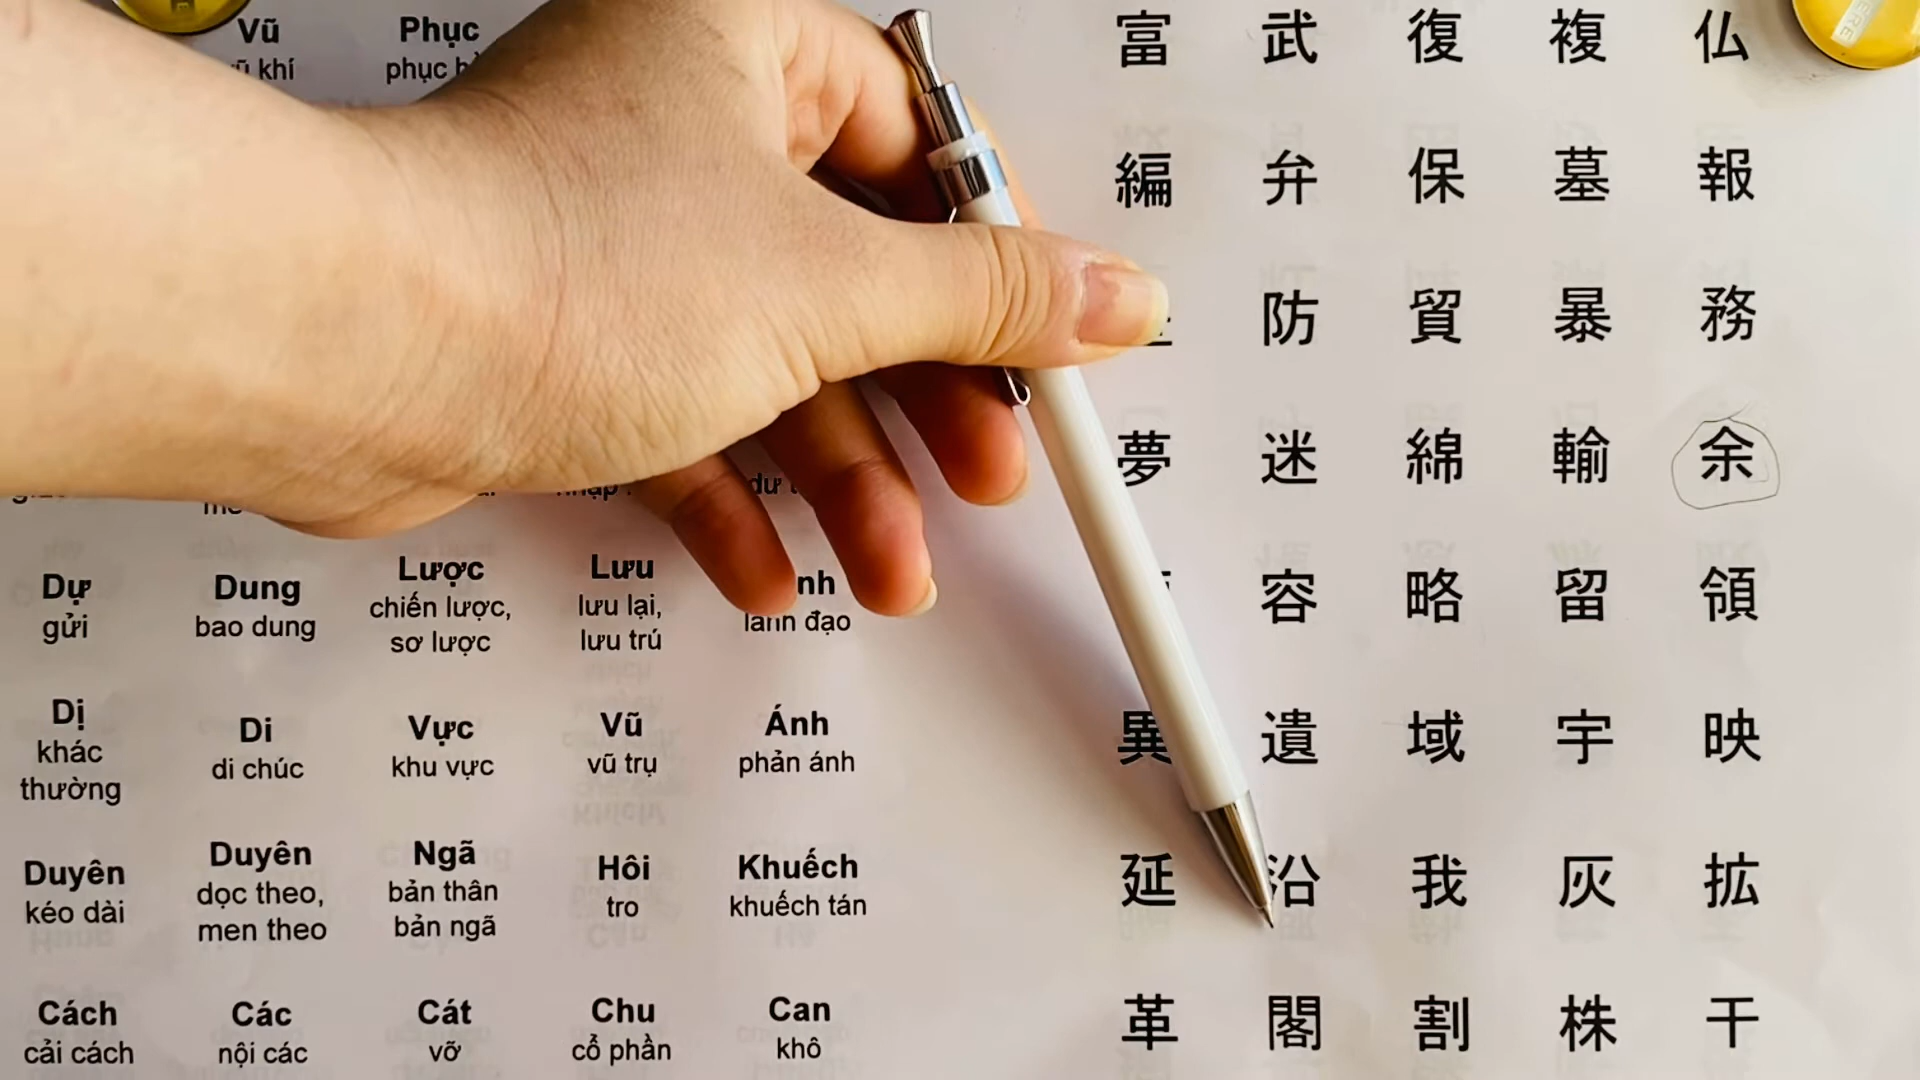 Vũ Phục
khí phục
富 武 復 複 仏
編 弁 保 墓 報
防 貿 暴 務
dư
夢 迷 綿 輸 余
Dự Dung Lược Lưu
gửi bao dung chiến lược, lưu lại, lãnh đạo
sơ lược lưu trú
容 略 留 領
Dị Di Vực Vũ Ánh
khác di chúc khu vực vũ trụ phản ánh
thường
異 遺 域 宇 映
Duyên Duyên Ngã Hôi Khuếch
kéo dài dọc theo, bản thân tro khuếch tán
men theo bản ngã
延 沿 我 灰 拡
Cách Các Cát Chu Can
cải cách nội các vỡ cổ phần khô
革 閣 割 株 干